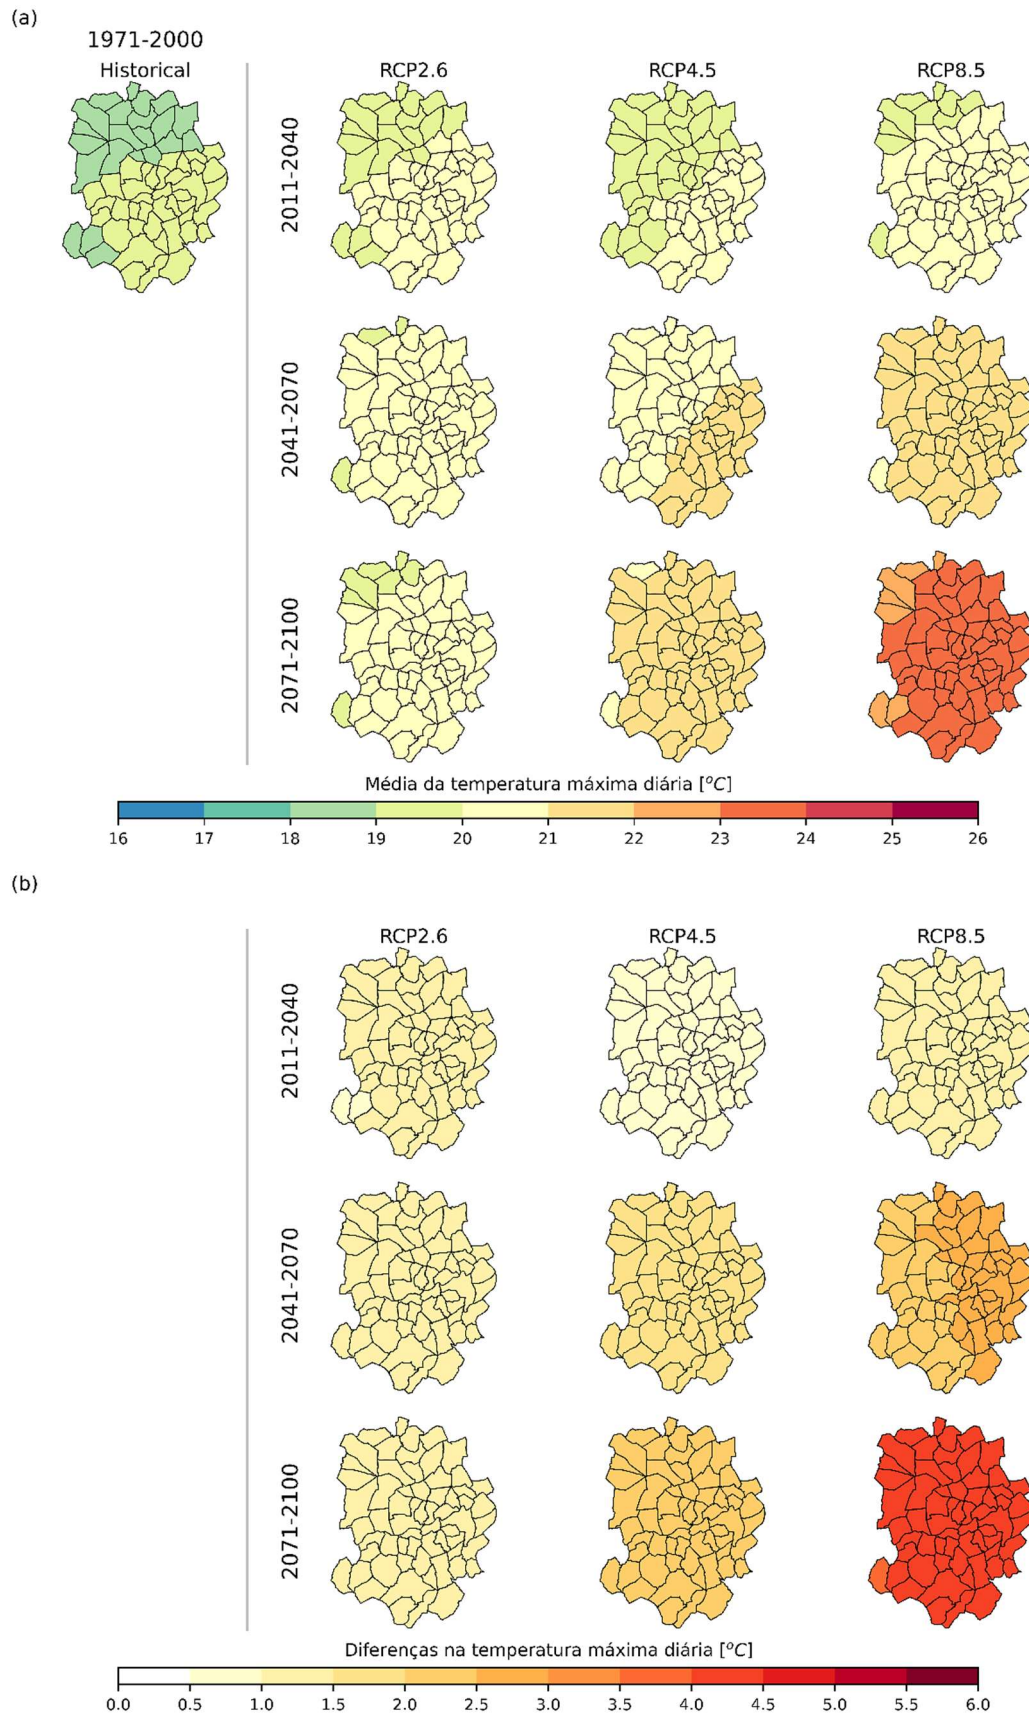 (a)
1971-2000
Historical
RCP2.6
RCP4.5
RCP8.5
2011-2040
2041-2070
2071-2100
Média da temperatura máxima diária [°C]
16 17 18 19 20 21 22 23 24 25 26
(b)
RCP2.6
RCP4.5
RCP8.5
2011-2040
2041-2070
2071-2100
Diferenças na temperatura máxima diária [°C]
0.0 0.5 1.0 1.5 2.0 2.5 3.0 3.5 4.0 4.5 5.0 5.5 6.0